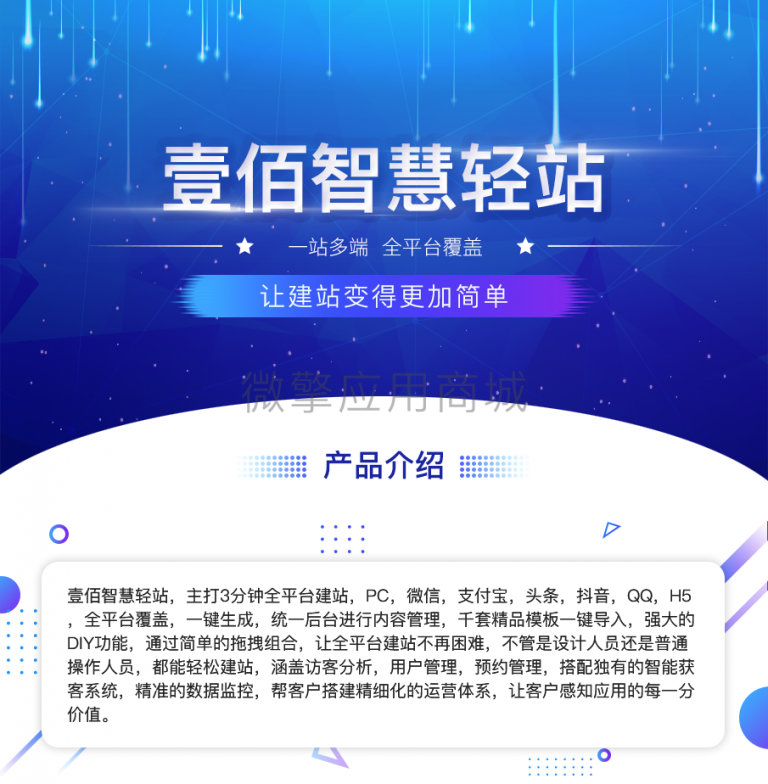 壹佰智慧轻站
一站多端 全平台覆盖
让建站变得更加简单
微擎应用商城
产品介绍
壹佰智慧轻站，主打3分钟全平台建站，PC，微信，支付宝，头条，抖音，QQ，H5
，全平台覆盖，一键生成，统一后台进行内容管理，千套精品模板一键导入，强大的
DIY功能，通过简单的拖拽组合，让全平台建站不再困难，不管是设计人员还是普通
操作人员，都能轻松建站，涵盖访客分析，用户管理，预约管理，搭配独有的智能获
客系统，精准的数据监控，帮客户搭建精细化的运营体系，让客户感知应用的每一分
价值。